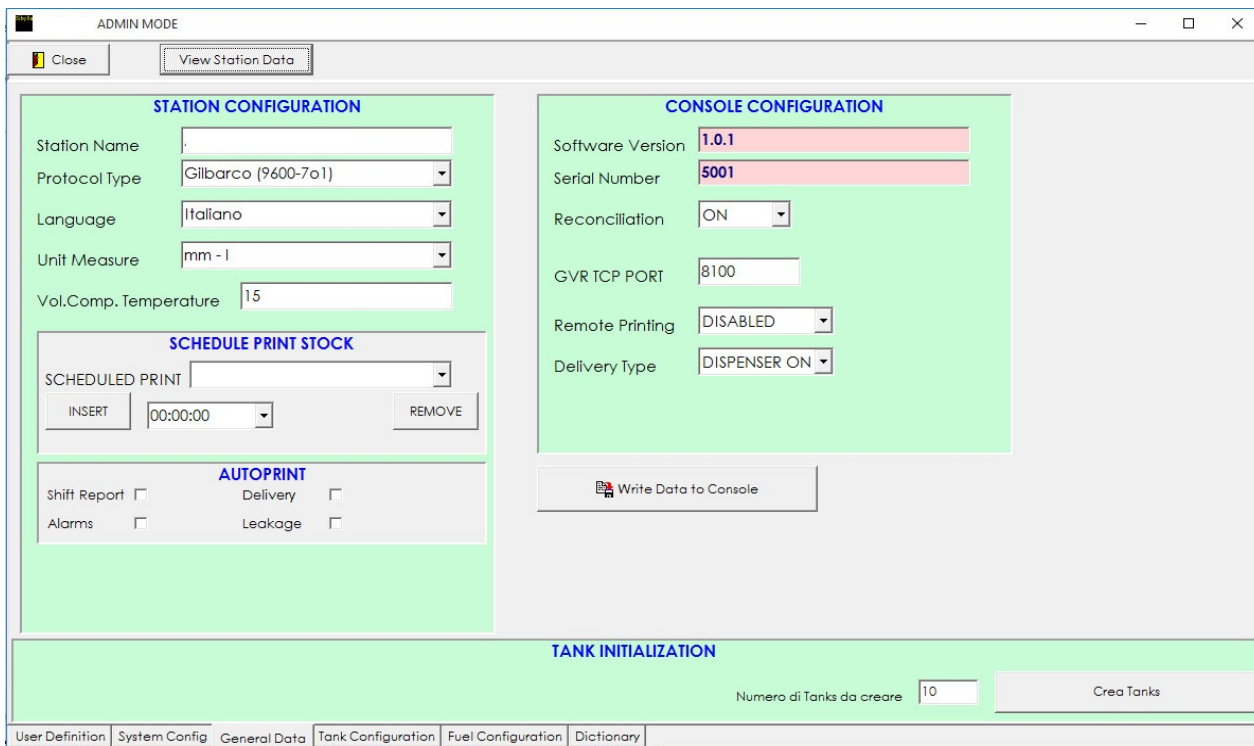 ADMIN MODE
Close
View Station Data
STATION CONFIGURATION
Station Name .
Protocol Type Gilbarco (9600-7o1)
Language Italiano
Unit Measure mm - l
Vol.Comp. Temperature 15
SCHEDULE PRINT STOCK
SCHEDULED PRINT
INSERT 00:00:00 REMOVE
AUTOPRINT
Shift Report Delivery
Alarms Leakage
CONSOLE CONFIGURATION
Software Version 1.0.1
Serial Number 5001
Reconciliation ON
GVR TCP PORT 8100
Remote Printing DISABLED
Delivery Type DISPENSER ON
Write Data to Console
TANK INITIALIZATION
Numero di Tanks da creare 10 Crea Tanks
User Definition System Config General Data Tank Configuration Fuel Configuration Dictionary